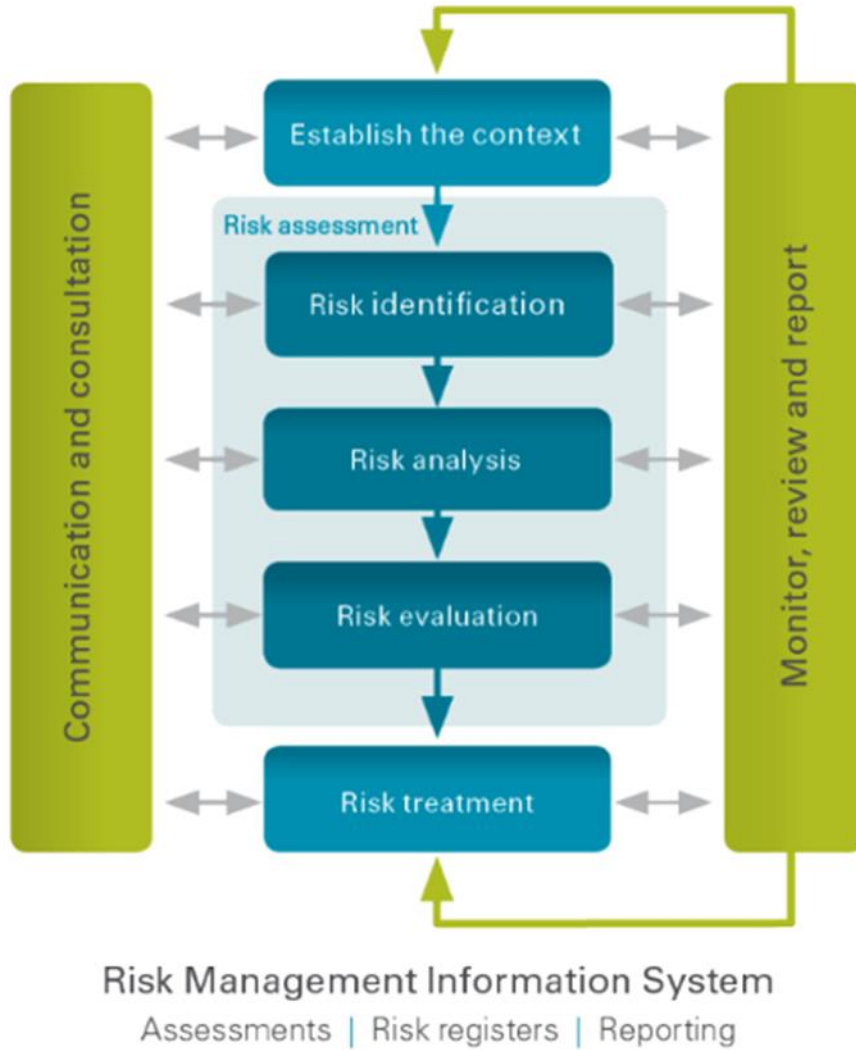 Establish the context
Risk assessment
Risk identification
Risk analysis
Risk evaluation
Risk treatment
Communication and consultation
Monitor, review and report
Risk Management Information System
Assessments | Risk registers | Reporting